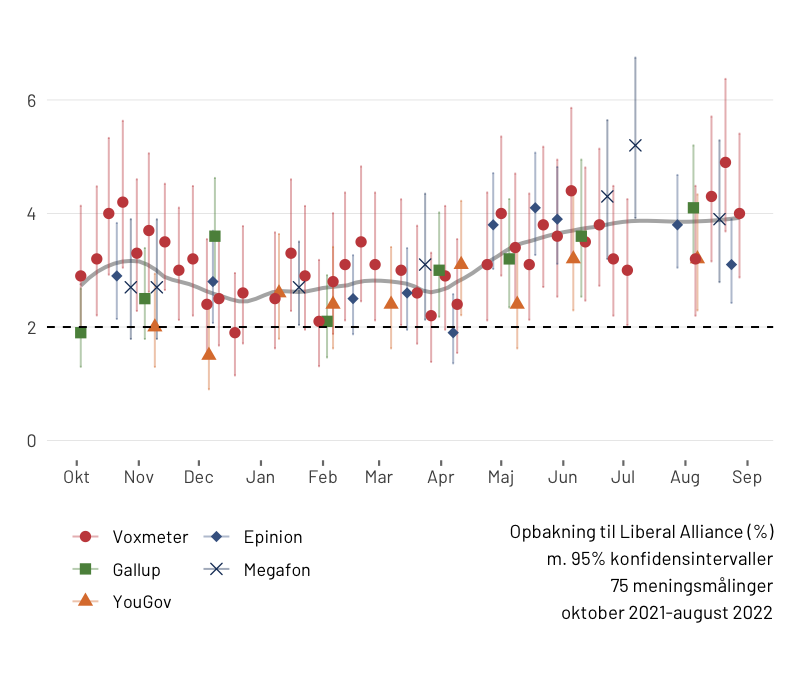 6
4
2
0
Okt Nov Dec Jan Feb Mar Apr Maj Jun Jul Aug Sep
Voxmeter Epinion
Gallup Megafon
YouGov
Opbakning til Liberal Alliance (%)
m. 95% konfidensintervaller
75 meningsmålinger
oktober 2021-august 2022